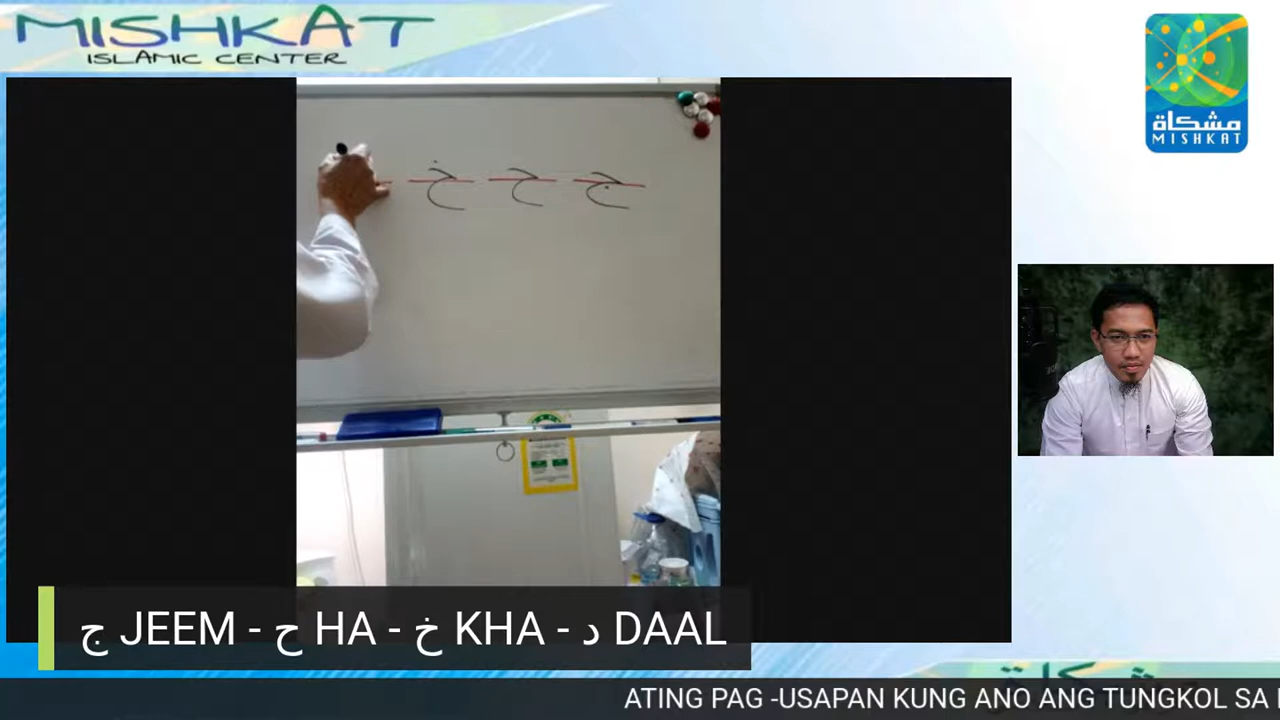 MISHKAT
ISLAMIC CENTER
مشكاة
MISHKAT
خ ح ج
ج JEEM - ح HA - خ KHA - د DAAL
ATING PAG -USAPAN KUNG ANO ANG TUNGKOL SA